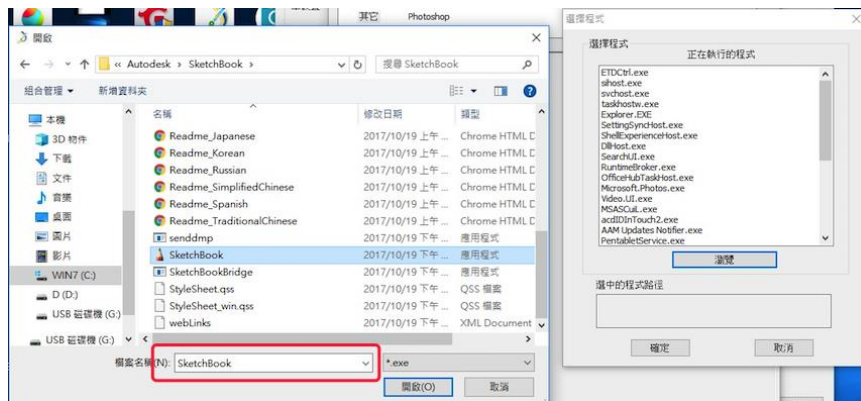 其它 Photoshop
開啟
« Autodesk > SketchBook >
搜尋 SketchBook
組合管理 ▾ 新增資料夾
本機
3D 物件
下載
文件
音樂
桌面
圖片
影片
WIN7 (C:)
D (D:)
USB 磁碟機 (G:)
USB 磁碟機 (G:)
名稱 修改日期 類型
Readme_Japanese 2017/10/19 上午 ... Chrome HTML D
Readme_Korean 2017/10/19 上午 ... Chrome HTML D
Readme_Russian 2017/10/19 上午 ... Chrome HTML D
Readme_SimplifiedChinese 2017/10/19 上午 ... Chrome HTML D
Readme_Spanish 2017/10/19 上午 ... Chrome HTML D
Readme_TraditionalChinese 2017/10/19 上午 ... Chrome HTML D
senddmp 2017/10/19 下午 ... 應用程式
SketchBook 2017/10/19 下午 ... 應用程式
SketchBookBridge 2017/10/19 下午 ... 應用程式
StyleSheet.qss 2017/10/19 下午 ... QSS 檔案
StyleSheet_win.qss 2017/10/19 下午 ... QSS 檔案
webLinks 2017/10/19 下午 ... XML Document
檔案名稱(N): SketchBook *.exe
開啟(O) 取消
選擇程式
選擇程式
正在執行的程式
ETDCtrl.exe
sihost.exe
svchost.exe
taskhostw.exe
Explorer.EXE
SettingSyncHost.exe
ShellExperienceHost.exe
DllHost.exe
SearchUI.exe
RuntimeBroker.exe
OfficeHubTaskHost.exe
Microsoft.Photos.exe
Video.UI.exe
MSASCuiL.exe
acdIDInTouch2.exe
AAM Updates Notifier.exe
PentabletService.exe
瀏覽
選中的程式路徑
確定 取消